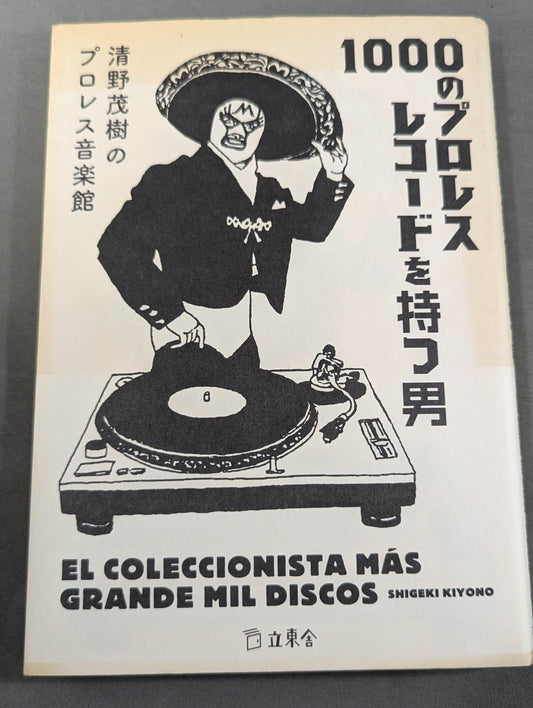 1000のプロレス
レコードを持つ男
清野茂樹の
プロレス音楽館
EL COLECCIONISTA MÁS
GRANDE MIL DISCOS SHIGEKI KIYONO
立東舎